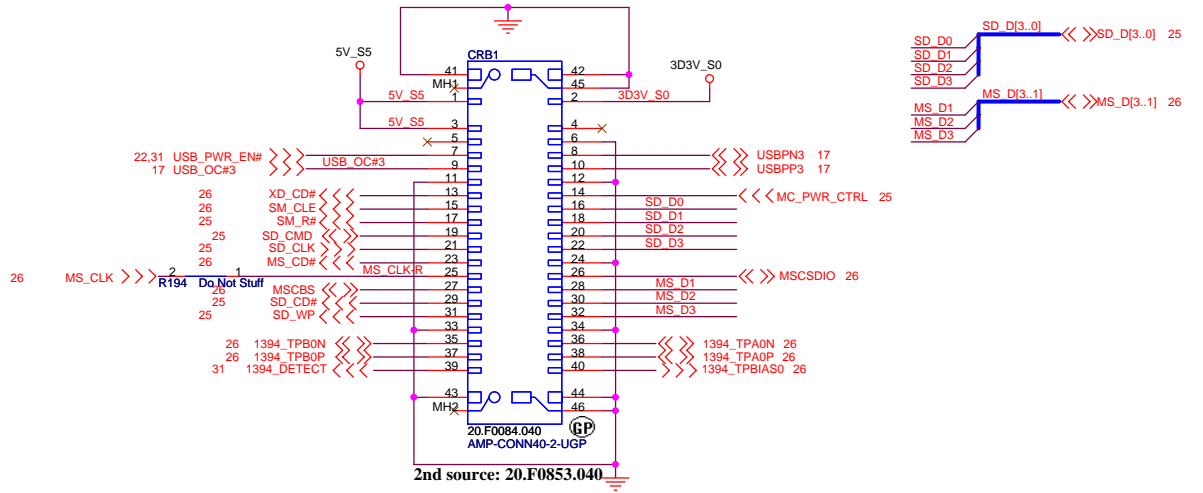 CRB1
5V_S5
3D3V_S0
SD_D[3..0]
SD_D[3..0] 25
SD_D0
SD_D1
SD_D2
SD_D3
MS_D[3..1]
MS_D[3..1] 26
MS_D1
MS_D2
MS_D3
41 42
MH1 45
5V_S5 1 2 3D3V_S0
5V_S5 3 4
5 6
22,31 USB_PWR_EN# 7 8 USBPN3 17
17 USB_OC#3 USB_OC#3 9 10 USBPP3 17
11 12
26 XD_CD# 13 14 MC_PWR_CTRL 25
26 SM_CLE 15 16 SD_D0
25 SM_R# 17 18 SD_D1
25 SD_CMD 19 20 SD_D2
25 SD_CLK 21 22 SD_D3
26 MS_CD# 23 24
26 MS_CLK 2 1 MS_CLK-R 25 26 MSCSDIO 26
R194 Do Not Stuff
26 MSCBS 27 28 MS_D1
25 SD_CD# 29 30 MS_D2
25 SD_WP 31 32 MS_D3
33 34
26 1394_TPB0N 35 36 1394_TPA0N 26
26 1394_TPB0P 37 38 1394_TPA0P 26
31 1394_DETECT 39 40 1394_TPBIAS0 26
43 44
MH2 46
20.F0084.040 GP
AMP-CONN40-2-UGP
2nd source: 20.F0853.040